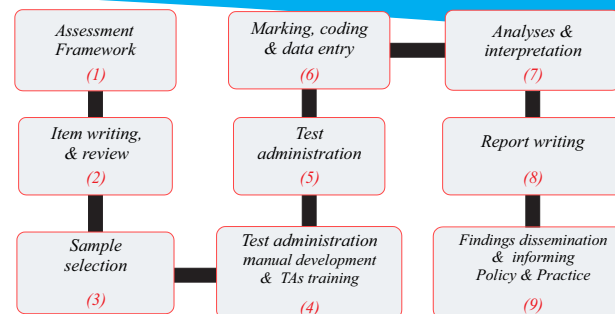 Assessment
Framework
(1)
Item writing,
& review
(2)
Sample
selection
(3)
Test administration
manual development
& TAs training
(4)
Test
administration
(5)
Marking, coding
& data entry
(6)
Analyses &
interpretation
(7)
Report writing
(8)
Findings dissemination
& informing
Policy & Practice
(9)